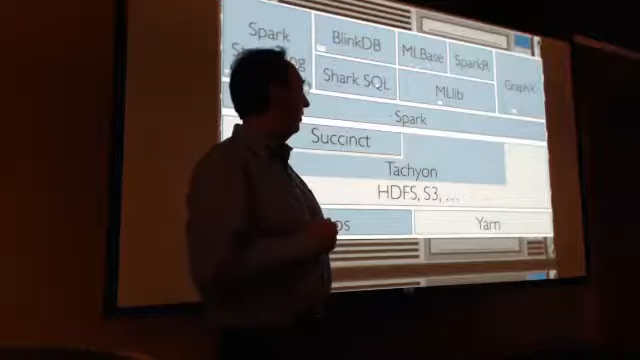 Spark
BlinkDB
MLBase
SparkR
Shark SQL
MLlib
GraphX
Spark
Succinct
Tachyon
HDFS, S3, ...
Yarn